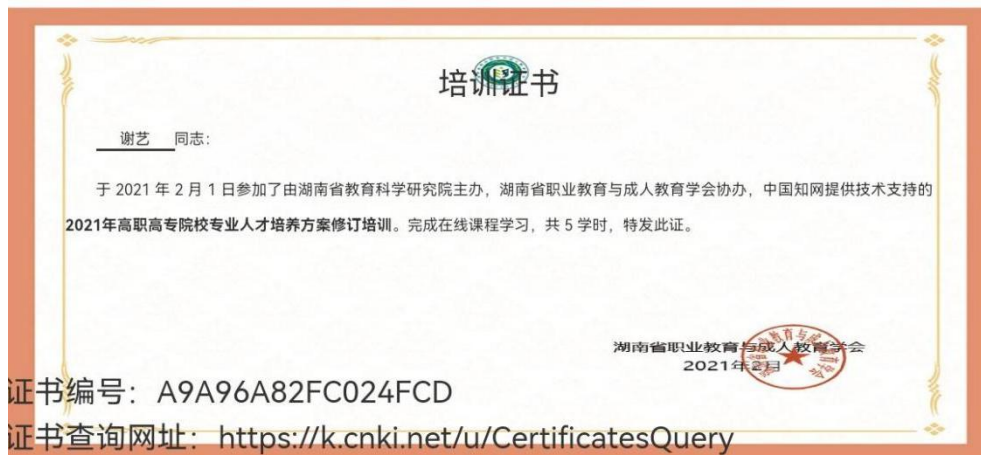 培训证书
谢艺 同志：
于 2021 年 2 月 1 日参加了由湖南省教育科学研究院主办，湖南省职业教育与成人教育学会协办，中国知网提供技术支持的
2021年高职高专院校专业人才培养方案修订培训。完成在线课程学习，共 5 学时，特发此证。
湖南省职业教育与成人教育学会
2021年2月
证书编号：A9A96A82FC024FCD
证书查询网址：https://k.cnki.net/u/CertificatesQuery